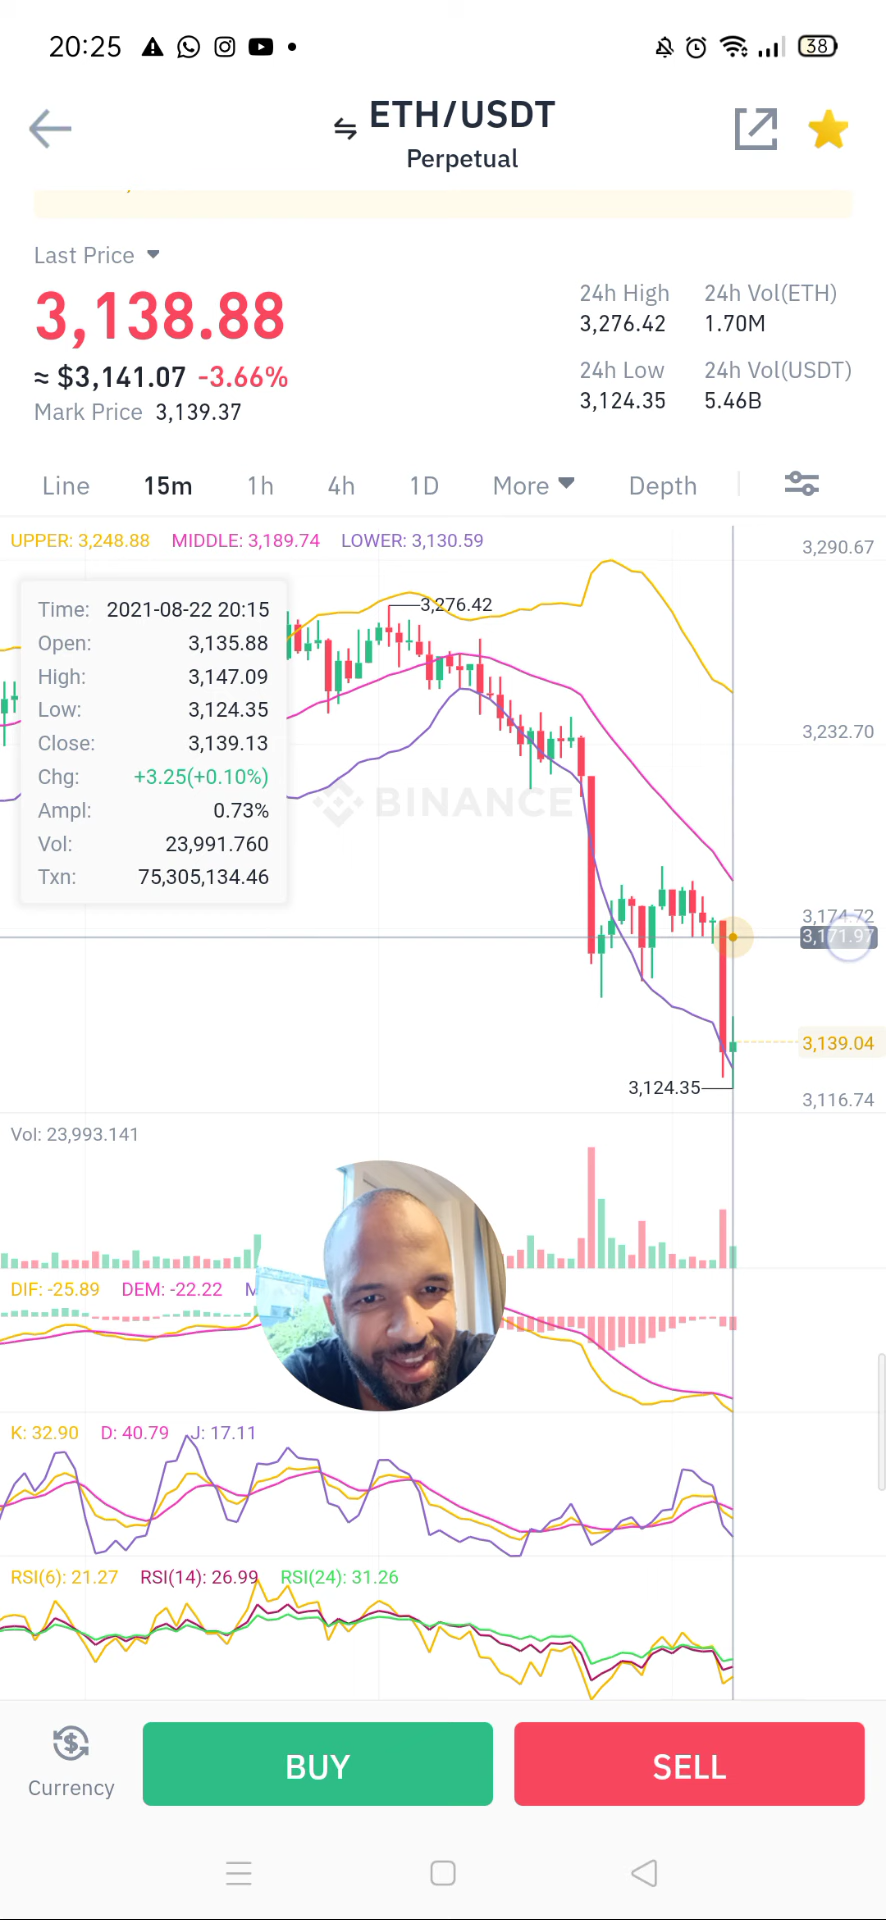 20:25
38
ETH/USDT
Perpetual
Last Price
3,138.88
≈ $3,141.07 -3.66%
Mark Price 3,139.37
24h High 24h Vol(ETH)
3,276.42 1.70M
24h Low 24h Vol(USDT)
3,124.35 5.46B
Line 15m 1h 4h 1D More Depth
UPPER: 3,248.88 MIDDLE: 3,189.74 LOWER: 3,130.59
3,290.67
Time: 2021-08-22 20:15
Open: 3,135.88
High: 3,147.09
Low: 3,124.35
Close: 3,139.13
Chg: +3.25(+0.10%)
Ampl: 0.73%
Vol: 23,991.760
Txn: 75,305,134.46
3,276.42
3,232.70
BINANCE
3,174.72
3,171.97
3,139.04
3,124.35
3,116.74
Vol: 23,993.141
DIF: -25.89 DEM: -22.22
K: 32.90 D: 40.79 J: 17.11
RSI(6): 21.27 RSI(14): 26.99 RSI(24): 31.26
Currency
BUY
SELL